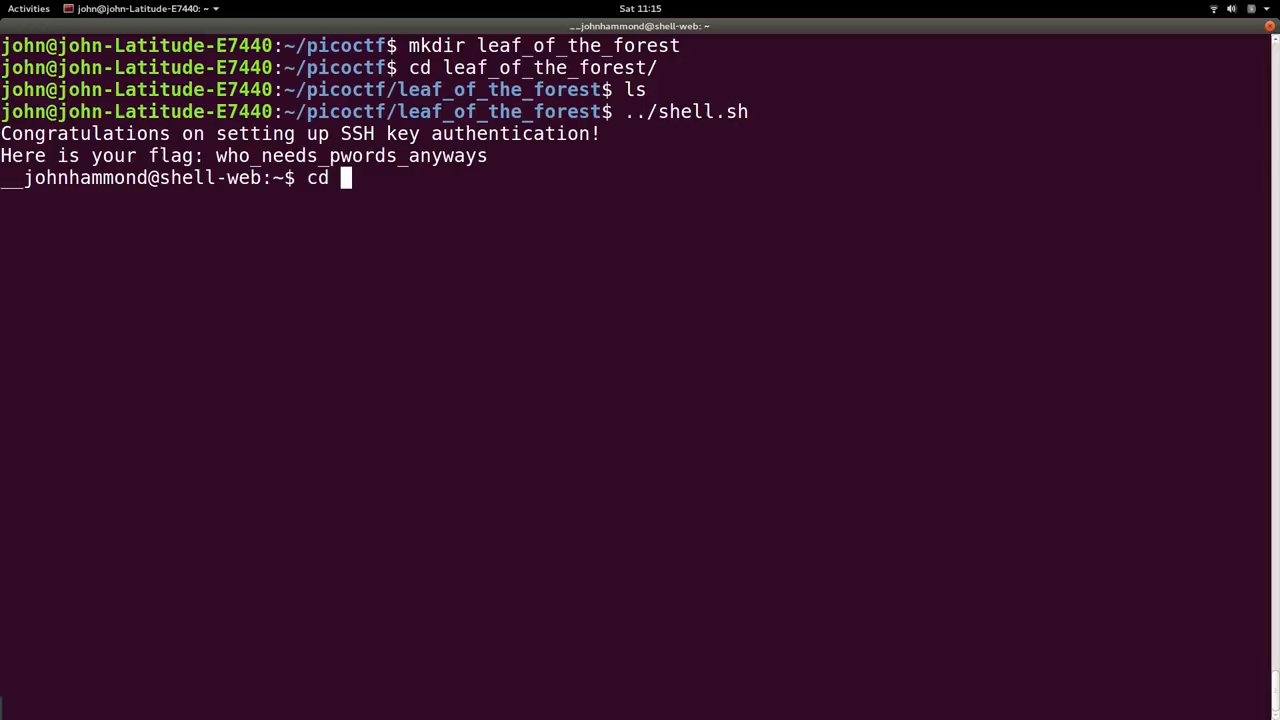 Activities john@john-Latitude-E7440: ~ Sat 11:15
__johnhammond@shell-web: ~
john@john-Latitude-E7440:~/picoctf$ mkdir leaf_of_the_forest
john@john-Latitude-E7440:~/picoctf$ cd leaf_of_the_forest/
john@john-Latitude-E7440:~/picoctf/leaf_of_the_forest$ ls
john@john-Latitude-E7440:~/picoctf/leaf_of_the_forest$ ../shell.sh
Congratulations on setting up SSH key authentication!
Here is your flag: who_needs_pwords_anyways
__johnhammond@shell-web:~$ cd